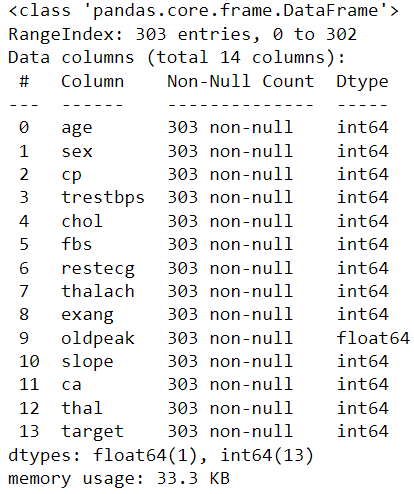 <class 'pandas.core.frame.DataFrame'>
RangeIndex: 303 entries, 0 to 302
Data columns (total 14 columns):
 #   Column    Non-Null Count  Dtype
---  ------    --------------  -----
 0   age       303 non-null    int64
 1   sex       303 non-null    int64
 2   cp        303 non-null    int64
 3   trestbps  303 non-null    int64
 4   chol      303 non-null    int64
 5   fbs       303 non-null    int64
 6   restecg   303 non-null    int64
 7   thalach   303 non-null    int64
 8   exang     303 non-null    int64
 9   oldpeak   303 non-null    float64
 10  slope     303 non-null    int64
 11  ca        303 non-null    int64
 12  thal      303 non-null    int64
 13  target    303 non-null    int64
dtypes: float64(1), int64(13)
memory usage: 33.3 KB